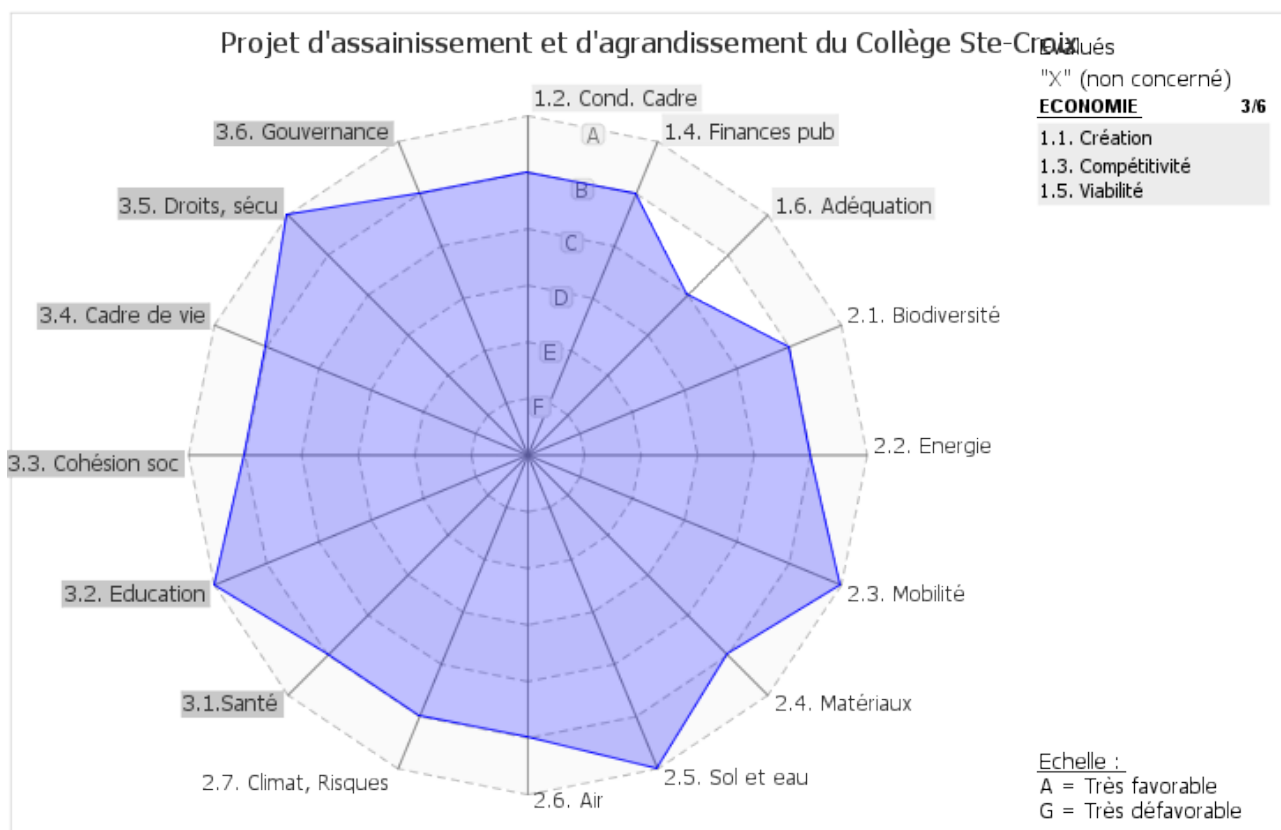 Projet d'assainissement et d'agrandissement du Collège Ste-Croix
Evalués
"X" (non concerné)
ECONOMIE 3/6
1.1. Création
1.3. Compétitivité
1.5. Viabilité
1.2. Cond. Cadre
1.4. Finances pub
1.6. Adéquation
2.1. Biodiversité
2.2. Energie
2.3. Mobilité
2.4. Matériaux
2.5. Sol et eau
2.6. Air
2.7. Climat, Risques
3.1.Santé
3.2. Education
3.3. Cohésion soc
3.4. Cadre de vie
3.5. Droits, sécu
3.6. Gouvernance
A
B
C
D
E
F
Echelle :
A = Très favorable
G = Très défavorable